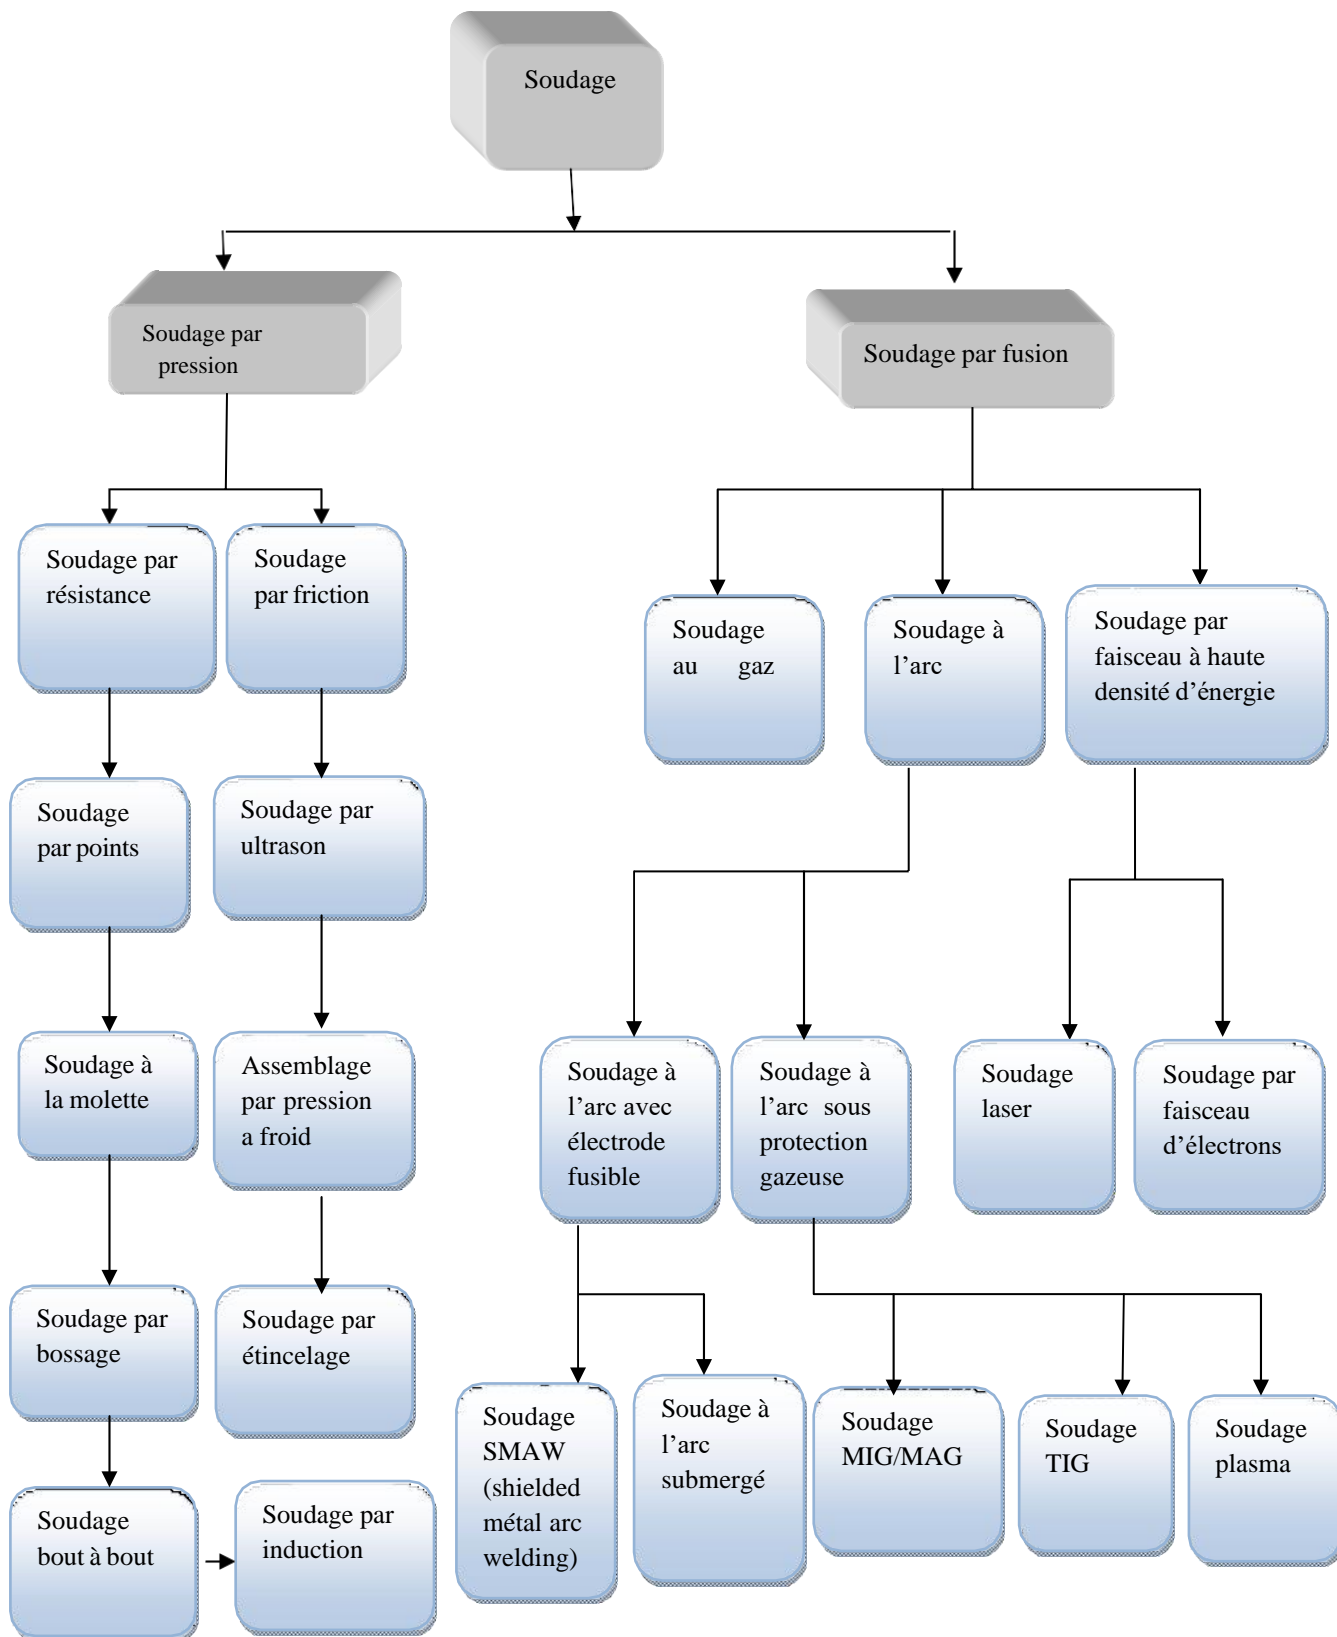 Soudage
Soudage par
pression
Soudage par fusion
Soudage par
résistance
Soudage
par friction
Soudage
au gaz
Soudage à
l’arc
Soudage par
faisceau à haute
densité d’énergie
Soudage
par points
Soudage par
ultrason
Soudage à
la molette
Assemblage
par pression
a froid
Soudage à
l’arc avec
électrode
fusible
Soudage à
l’arc sous
protection
gazeuse
Soudage
laser
Soudage par
faisceau
d’électrons
Soudage par
bossage
Soudage par
étincelage
Soudage
SMAW
(shielded
métal arc
welding)
Soudage à
l’arc
submergé
Soudage
MIG/MAG
Soudage
TIG
Soudage
plasma
Soudage
bout à bout
Soudage par
induction